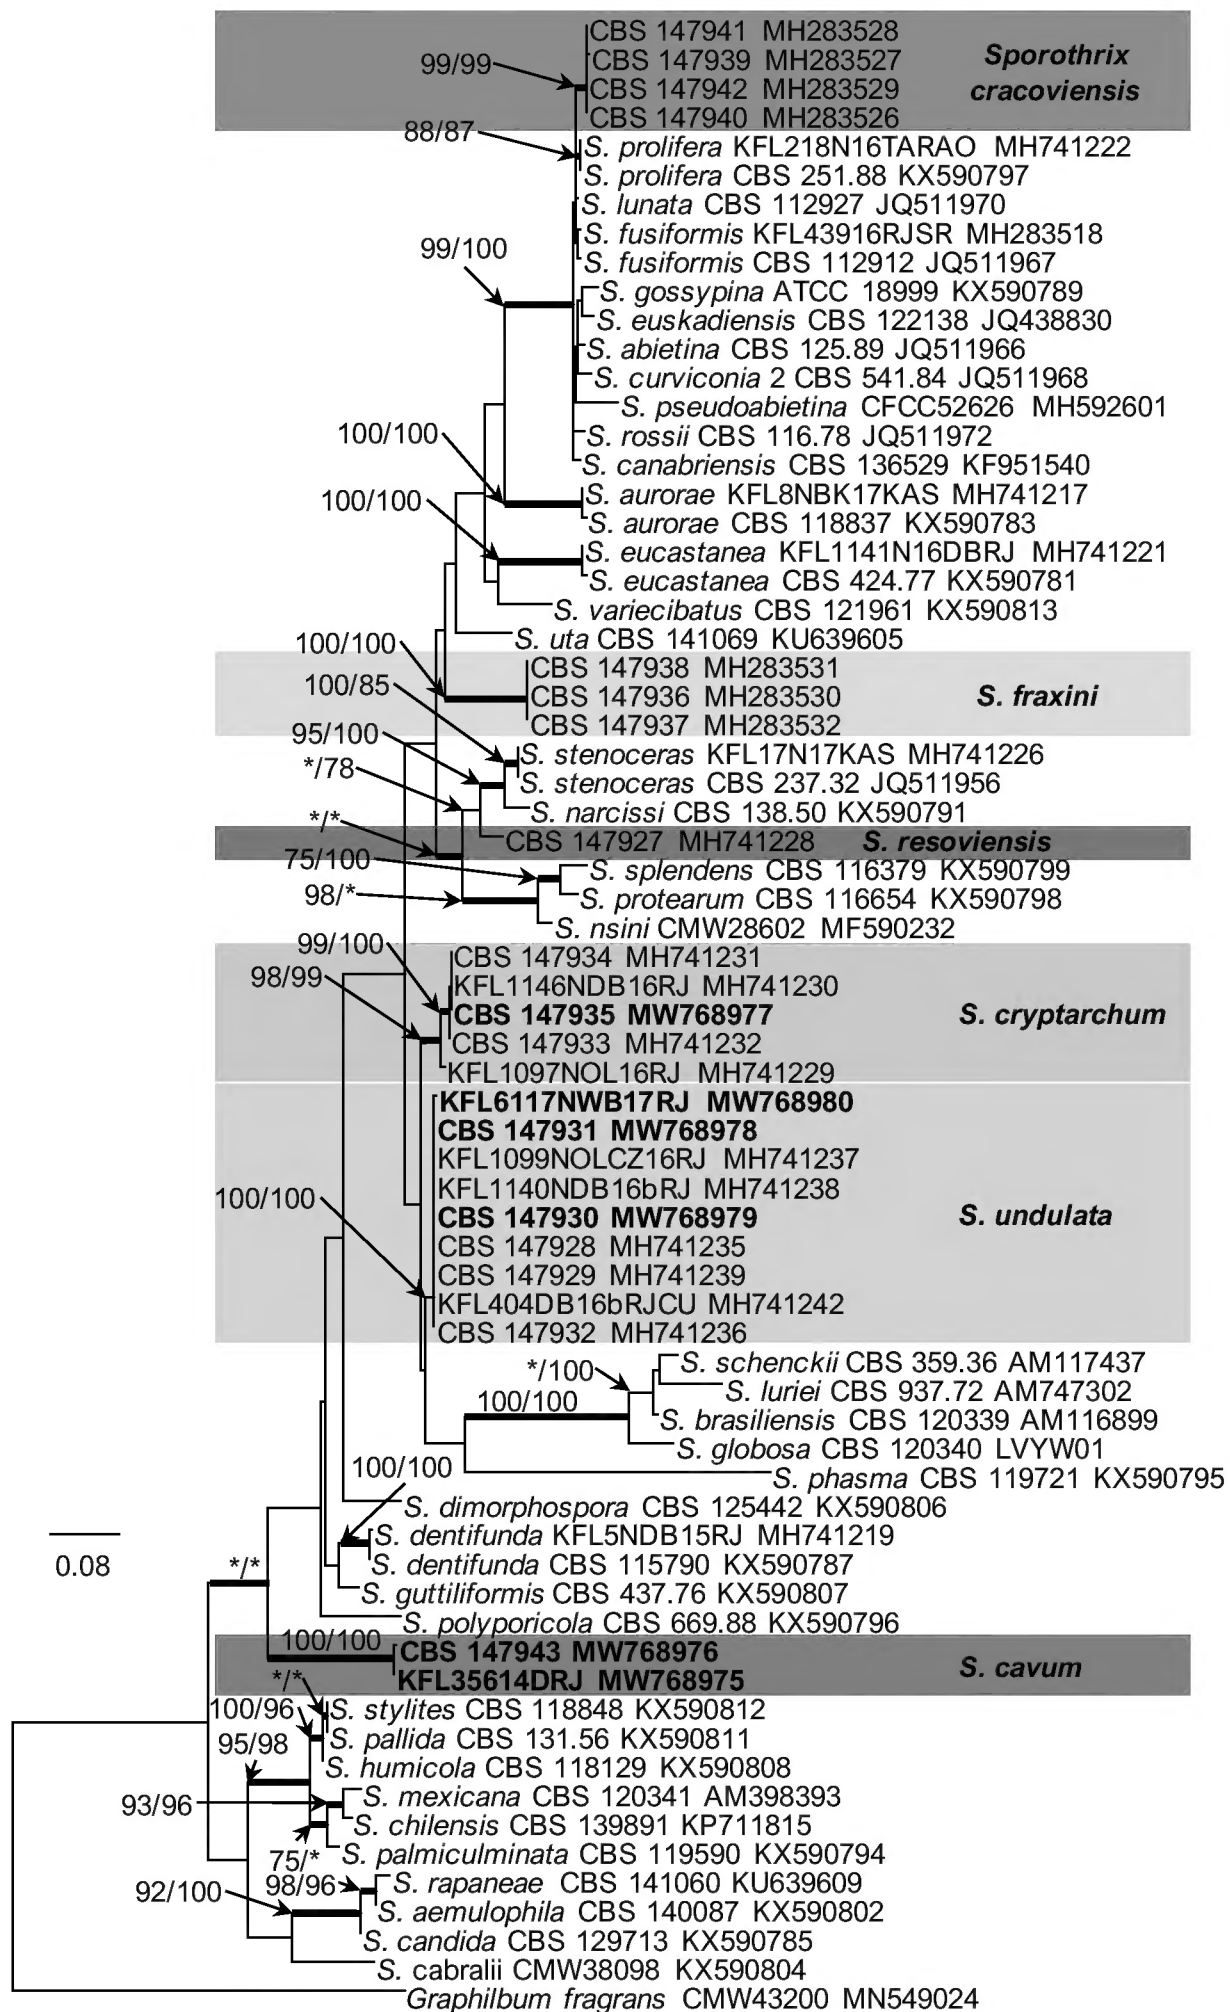 CBS 147941 MH283528
99/99
CBS 147939 MH283527
Sporothrix
cracoviensis
CBS 147942 MH283529
CBS 147940 MH283526
88/87
S. prolifera KFL218N16TARAO MH741222
S. prolifera CBS 251.88 KX590797
S. lunata CBS 112927 JQ511970
S. fusiformis KFL43916RJSR MH283518
99/100
S. fusiformis CBS 112912 JQ511967
S. gossypina ATCC 18999 KX590789
S. euskadiensis CBS 122138 JQ438830
S. abietina CBS 125.89 JQ511966
S. curviconia 2 CBS 541.84 JQ511968
S. pseudoabietina CFCC52626 MH592601
100/100
S. rossii CBS 116.78 JQ511972
S. canabriensis CBS 136529 KF951540
100/100
S. aurorae KFL8NBK17KAS MH741217
S. aurorae CBS 118837 KX590783
S. eucastanea KFL1141N16DBRJ MH741221
S. eucastanea CBS 424.77 KX590781
S. variecibatus CBS 121961 KX590813
S. uta CBS 141069 KU639605
100/100
CBS 147938 MH283531
100/85
CBS 147936 MH283530
S. fraxini
CBS 147937 MH283532
95/100
S. stenoceras KFL17N17KAS MH741226
*/78
S. stenoceras CBS 237.32 JQ511956
S. narcissi CBS 138.50 KX590791
*/*
CBS 147927 MH741228
S. resoviensis
75/100
S. splendens CBS 116379 KX590799
98/*
S. protearum CBS 116654 KX590798
S. nsini CMW28602 MF590232
99/100
CBS 147934 MH741231
98/99
KFL1146NDB16RJ MH741230
CBS 147935 MW768977
S. cryptarchum
CBS 147933 MH741232
KFL1097NOL16RJ MH741229
KFL6117NWB17RJ MW768980
CBS 147931 MW768978
KFL1099NOLCZ16RJ MH741237
KFL1140NDB16bRJ MH741238
100/100
CBS 147930 MW768979
S. undulata
CBS 147928 MH741235
CBS 147929 MH741239
KFL404DB16bRJCU MH741242
CBS 147932 MH741236
*/100
S. schenckii CBS 359.36 AM117437
S. luriei CBS 937.72 AM747302
100/100
S. brasiliensis CBS 120339 AM116899
S. globosa CBS 120340 LVYW01
100/100
S. phasma CBS 119721 KX590795
S. dimorphospora CBS 125442 KX590806
S. dentifunda KFL5NDB15RJ MH741219
0.08
*/*
S. dentifunda CBS 115790 KX590787
S. guttiliformis CBS 437.76 KX590807
S. polyporicola CBS 669.88 KX590796
100/100
CBS 147943 MW768976
S. cavum
*/*
KFL35614DRJ MW768975
100/96
S. stylites CBS 118848 KX590812
95/98
S. pallida CBS 131.56 KX590811
S. humicola CBS 118129 KX590808
93/96
S. mexicana CBS 120341 AM398393
S. chilensis CBS 139891 KP711815
75/*
S. palmiculminata CBS 119590 KX590794
92/100
98/96
S. rapaneae CBS 141060 KU639609
S. aemulophila CBS 140087 KX590802
S. candida CBS 129713 KX590785
S. cabralii CMW38098 KX590804
Graphilbum fragrans CMW43200 MN549024